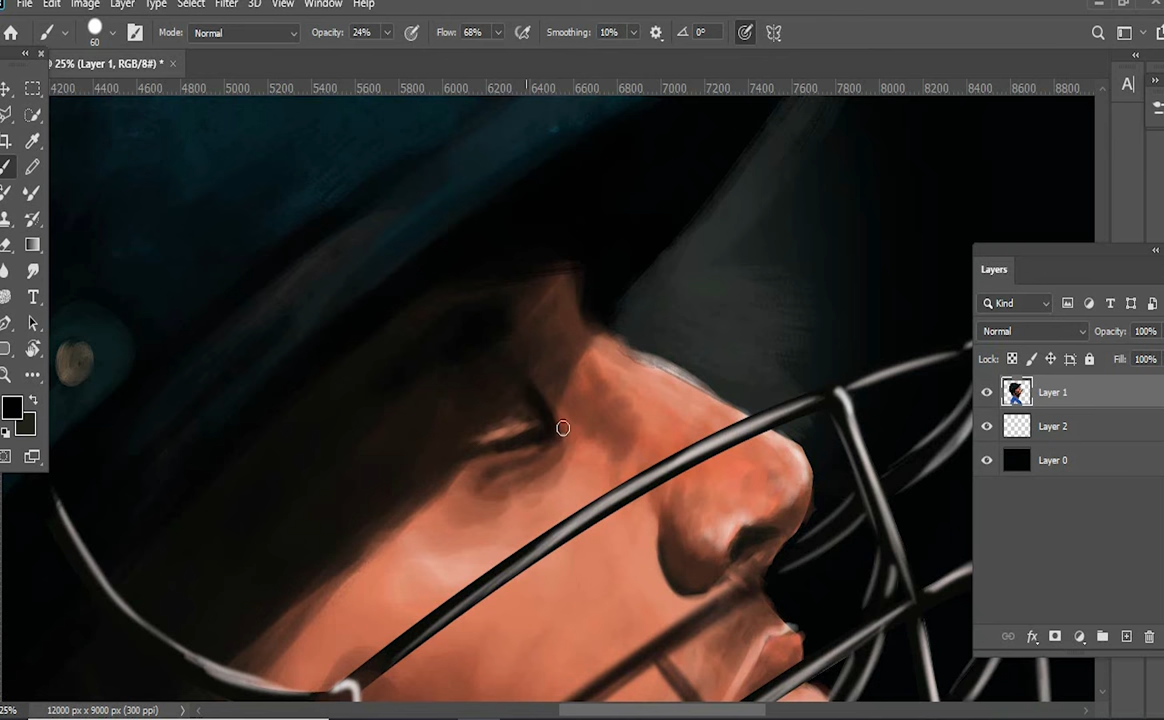 File Edit Image Layer Type Select Filter 3D View Window Help
60 Mode: Normal Opacity: 24% Flow: 68% Smoothing: 10% 0°
25% (Layer 1, RGB/8#) *
4200 4400 4600 4800 5000 5200 5400 5600 5800 6000 6200 6400 6600 6800 7000 7200 7400 7600 7800 8000 8200 8400 8600 8800
Layers
Kind
Normal Opacity: 100%
Lock: Fill: 100%
Layer 1
Layer 2
Layer 0
25% 12000 px x 9000 px (300 ppi)